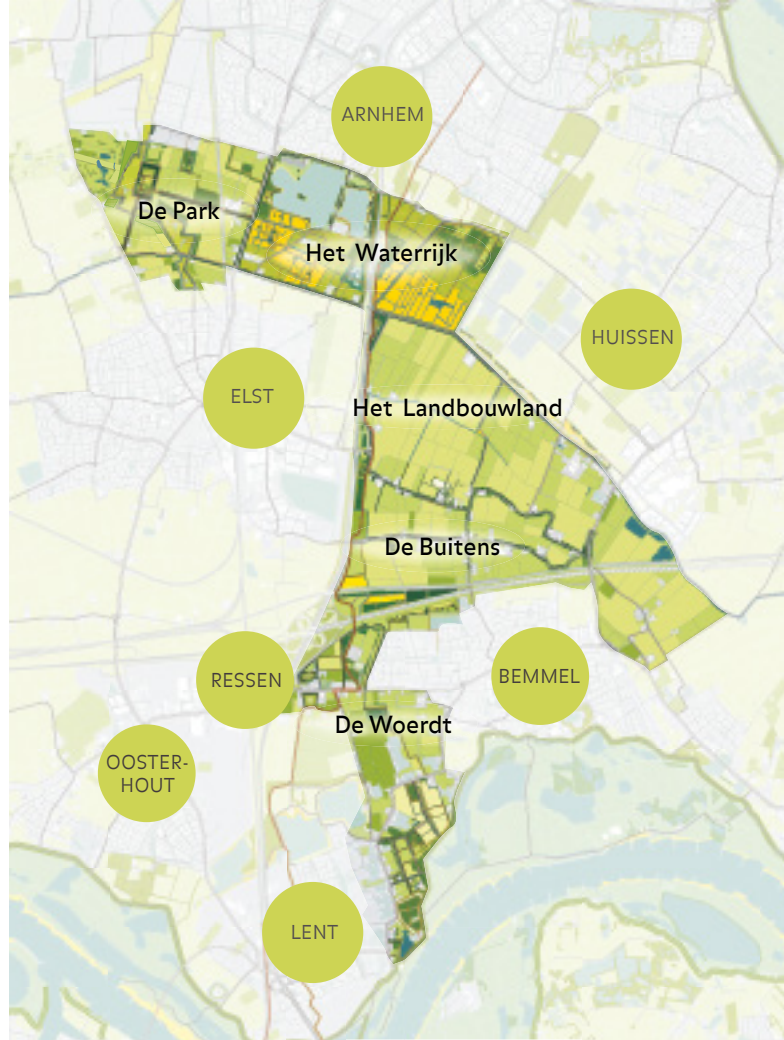 ARNHEM
De Park
Het Waterrijk
HUISSEN
ELST
Het Landbouwland
De Buitens
RESSEN
BEMMEL
De Woerdt
OOSTER-
HOUT
LENT